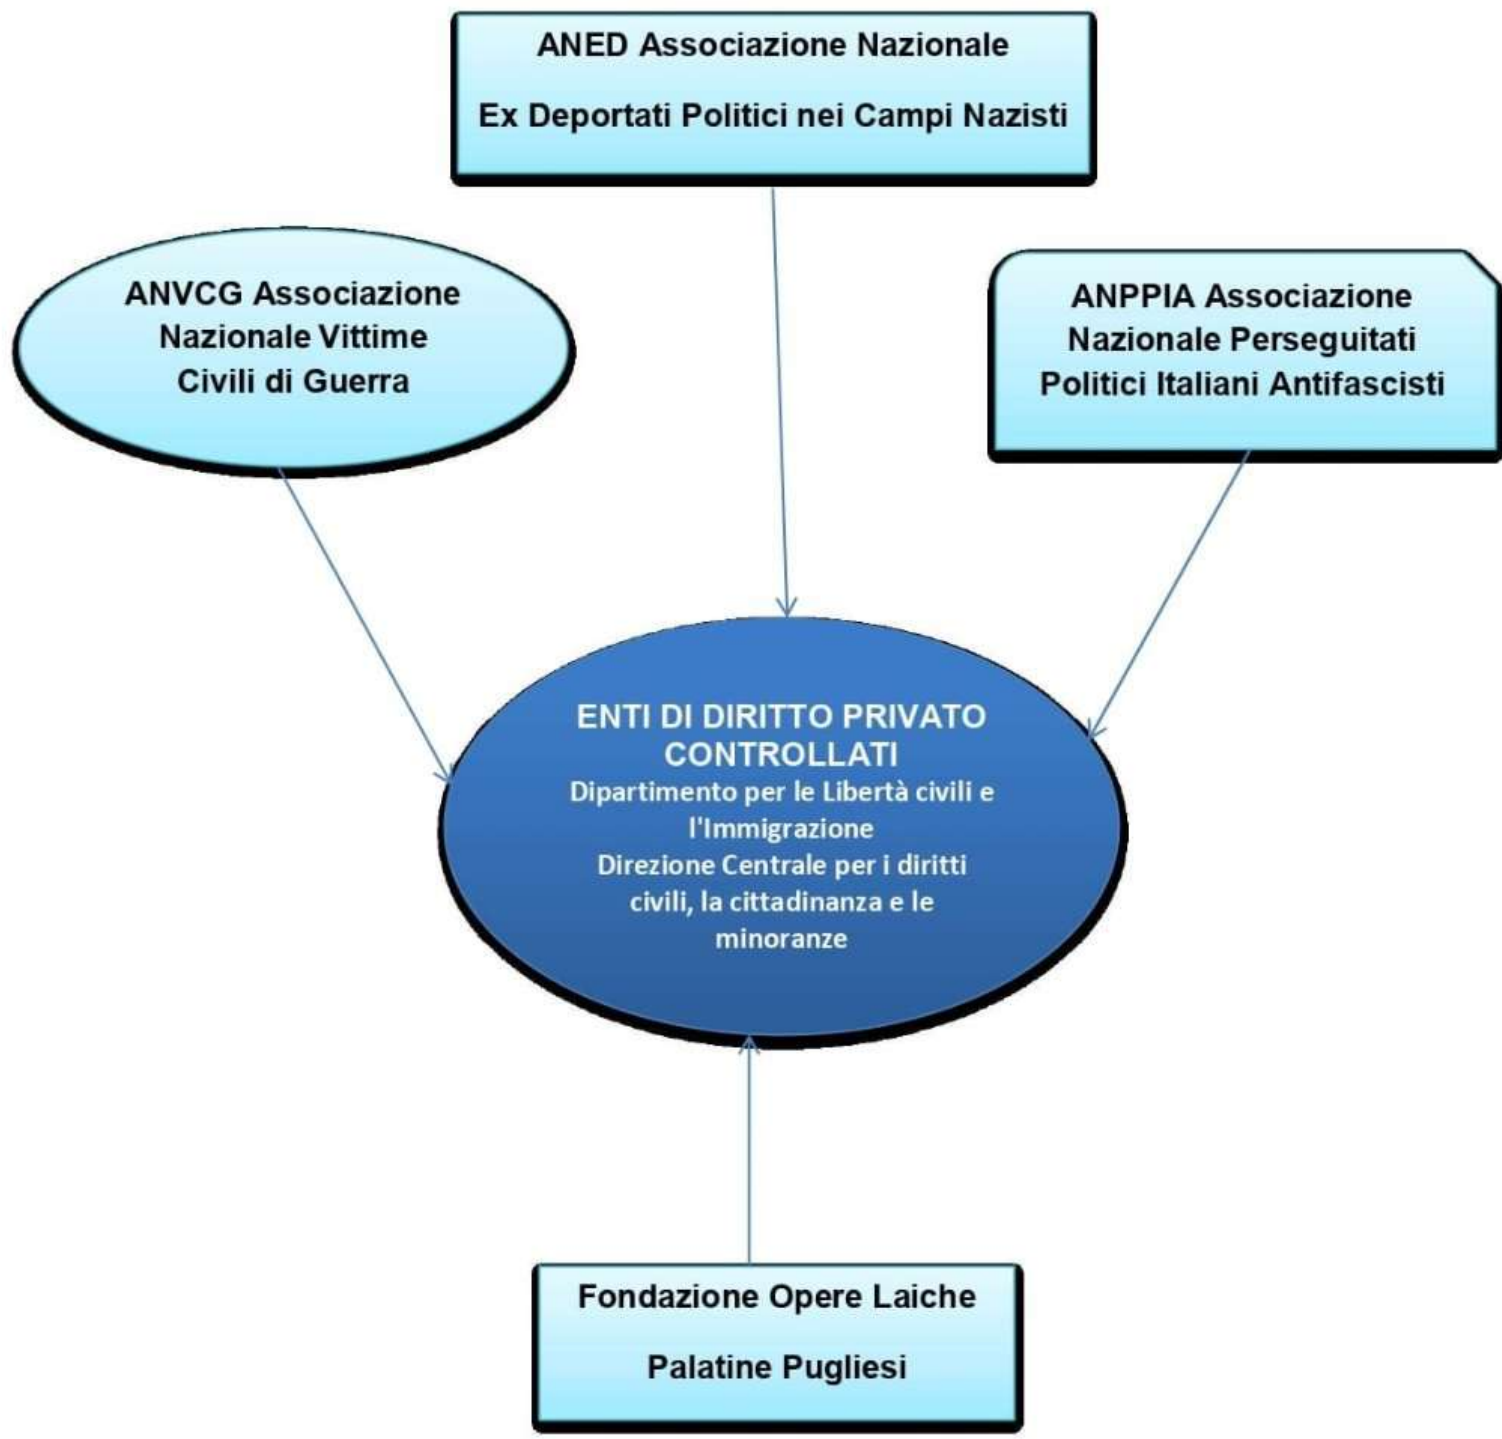 ANED Associazione Nazionale
Ex Deportati Politici nei Campi Nazisti
ANVCG Associazione
Nazionale Vittime
Civili di Guerra
ANPPIA Associazione
Nazionale Perseguitati
Politici Italiani Antifascisti
ENTI DI DIRITTO PRIVATO
CONTROLLATI
Dipartimento per le Libertà civili e
l'Immigrazione
Direzione Centrale per i diritti
civili, la cittadinanza e le
minoranze
Fondazione Opere Laiche
Palatine Pugliesi